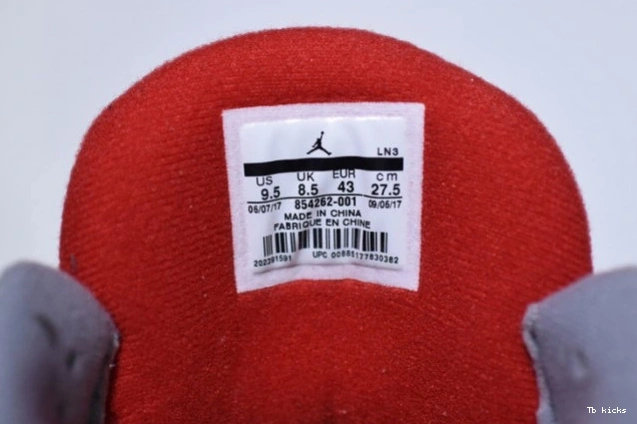 LN3
US UK EUR cm
9.5 8.5 43 27.5
06/07/17 854262-001 09/06/17
MADE IN CHINA
FABRIQUE EN CHINE
202391591 UPC 00885177830382
Tb kicks